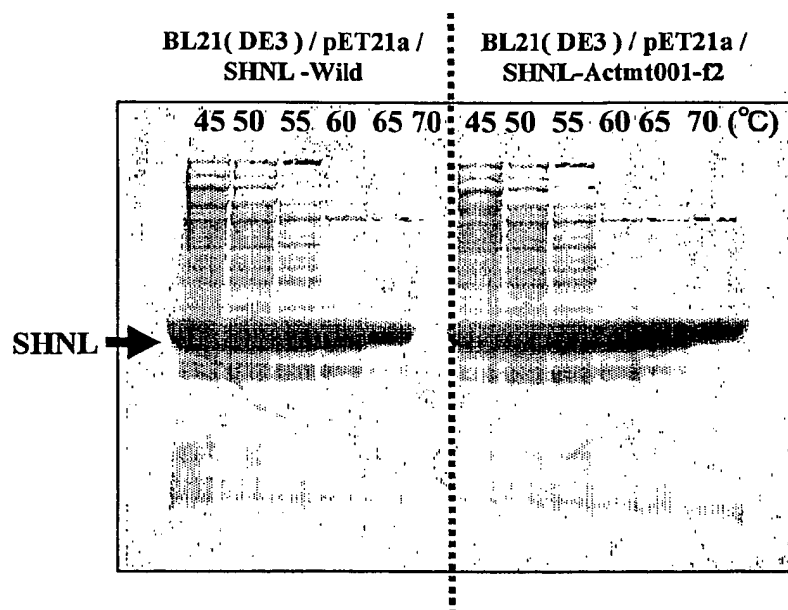 BL21( DE3 ) / pET21a /
SHNL -Wild
BL21( DE3 ) / pET21a /
SHNL-Actmt001-f2
45 50 55 60 65 70
45 50 55 60 65 70 (℃)
SHNL